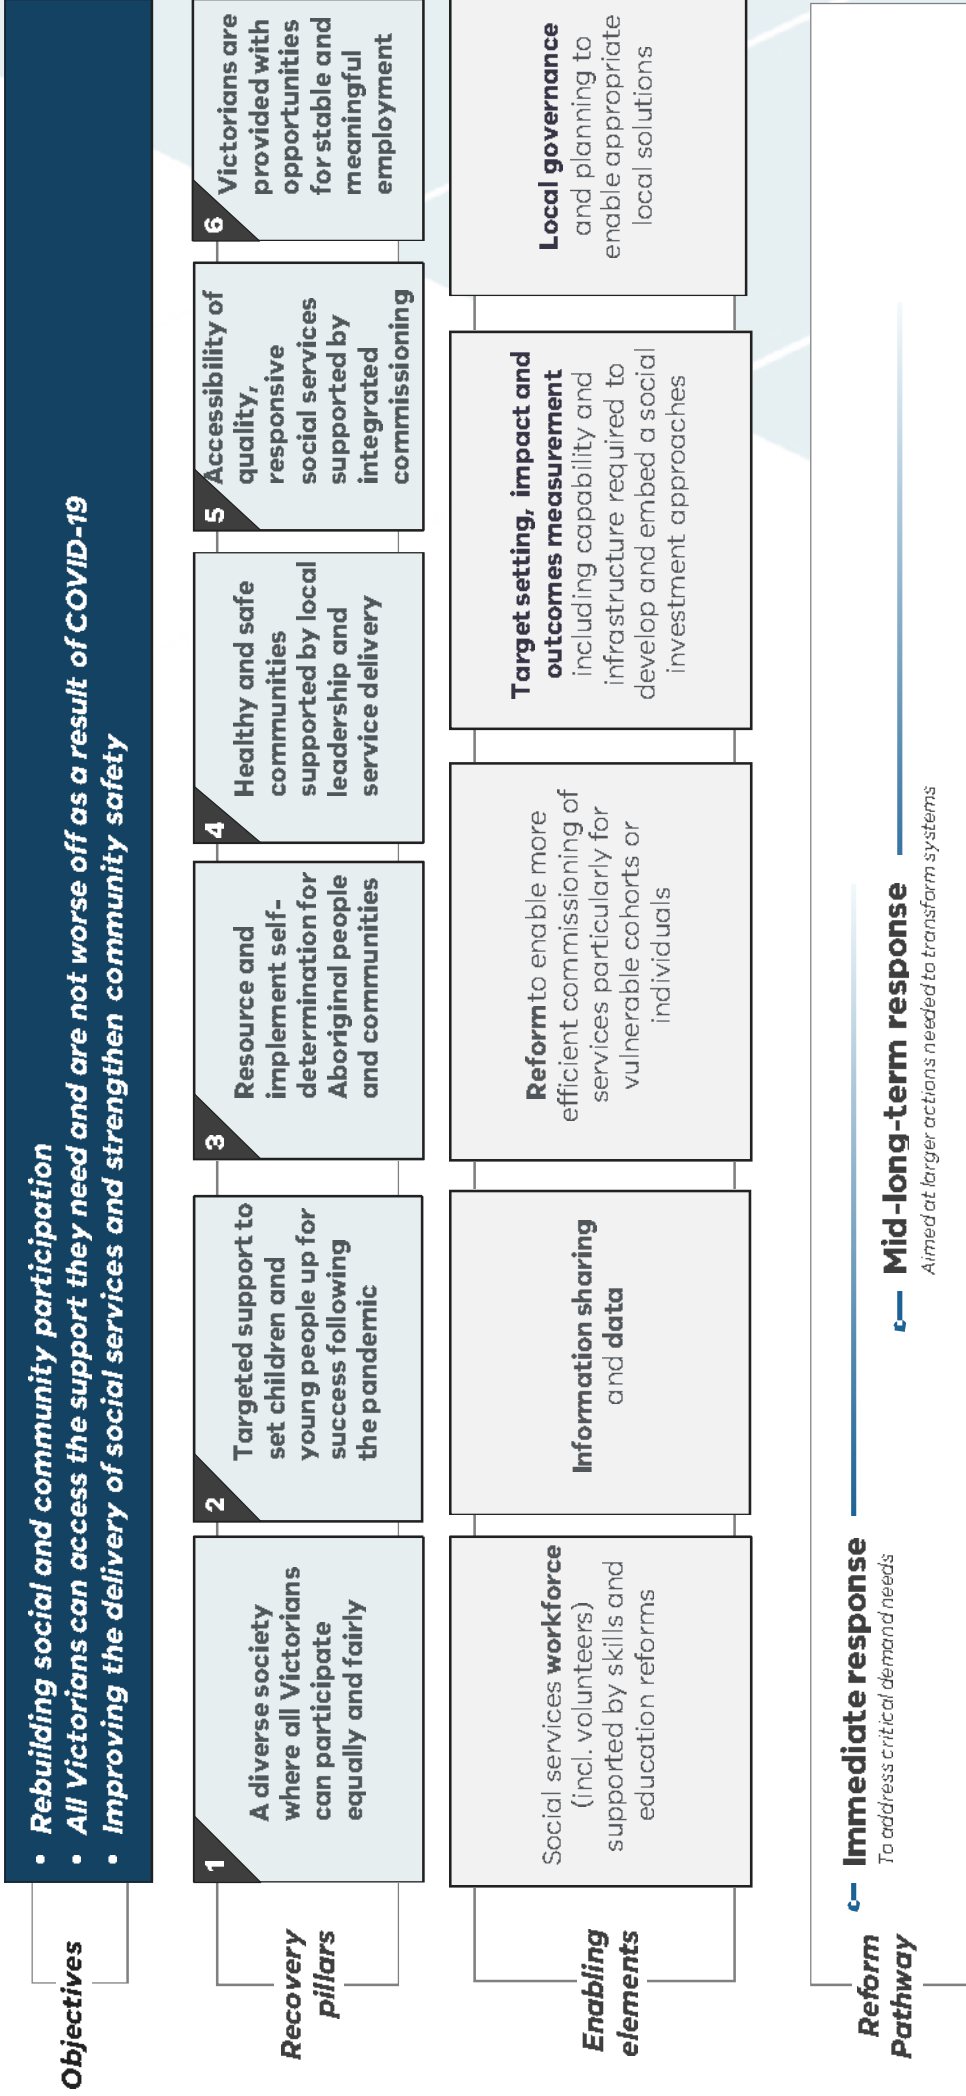 Objectives
• Rebuilding social and community participation
• All Victorians can access the support they need and are not worse off as a result of COVID-19
• Improving the delivery of social services and strengthen community safety
Recovery
pillars
1
A diverse society
where all Victorians
can participate
equally and fairly
2
Targeted support to
set children and
young people up for
success following
the pandemic
3
Resource and
implement self-
determination for
Aboriginal people
and communities
4
Healthy and safe
communities
supported by local
leadership and
service delivery
5
Accessibility of
quality,
responsive
social services
supported by
integrated
commissioning
6
Victorians are
provided with
opportunities
for stable and
meaningful
employment
Enabling
elements
Social services workforce
(incl. volunteers)
supported by skills and
education reforms
Information sharing
and data
Reform to enable more
efficient commissioning of
services particularly for
vulnerable cohorts or
individuals
Target setting, impact and
outcomes measurement
including capability and
infrastructure required to
develop and embed a social
investment approaches
Local governance
and planning to
enable appropriate
local solutions
Reform
Pathway
Immediate response
To address critical demand needs
Mid-long-term response
Aimed at larger actions needed to transform systems